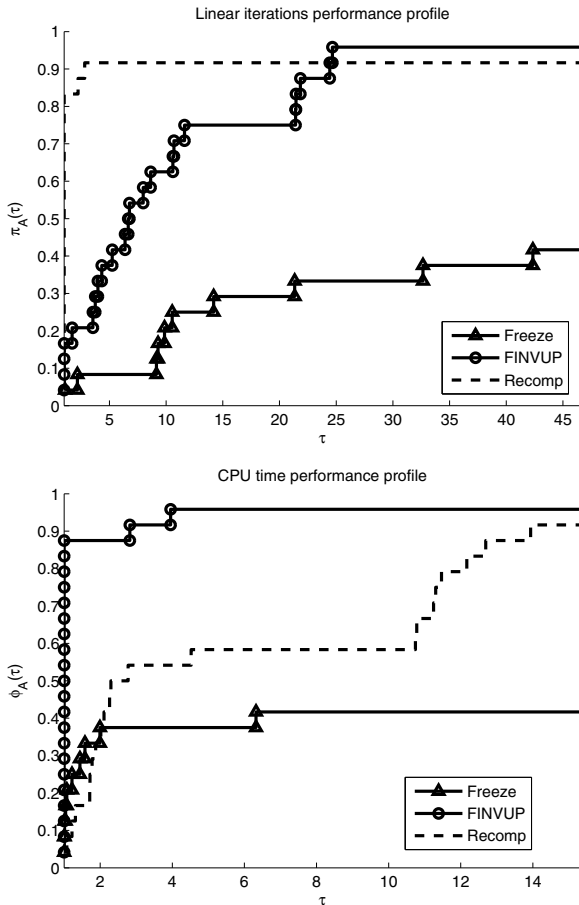 Linear iterations performance profile
1
0.9
0.8
0.7
0.6
0.5
0.4
0.3
0.2
0.1
0
π_A(τ)
5 10 15 20 25 30 35 40 45
τ
Freeze
FINVUP
Recomp
CPU time performance profile
1
0.9
0.8
0.7
0.6
0.5
0.4
0.3
0.2
0.1
0
ϕ_A(τ)
2 4 6 8 10 12 14
τ
Freeze
FINVUP
Recomp